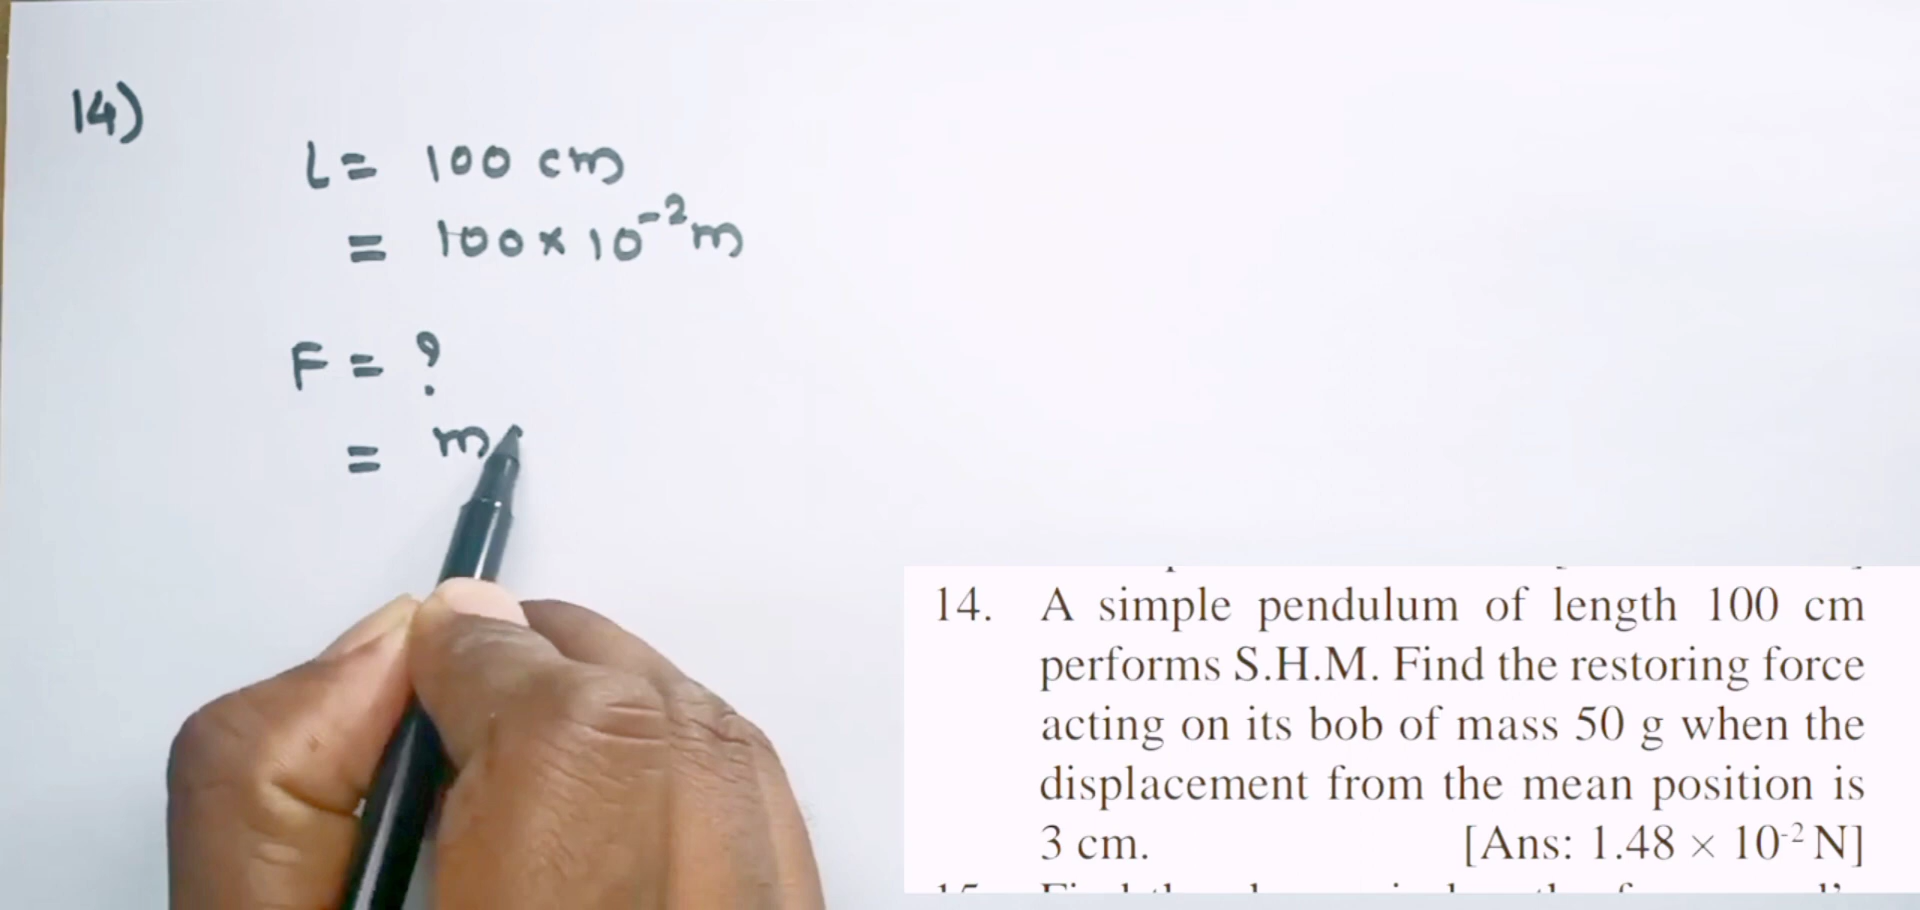 14)
L = 100 cm
= 100 × 10⁻² m
F = ?
= m
14. A simple pendulum of length 100 cm
performs S.H.M. Find the restoring force
acting on its bob of mass 50 g when the
displacement from the mean position is
3 cm. [Ans: 1.48 × 10⁻² N]